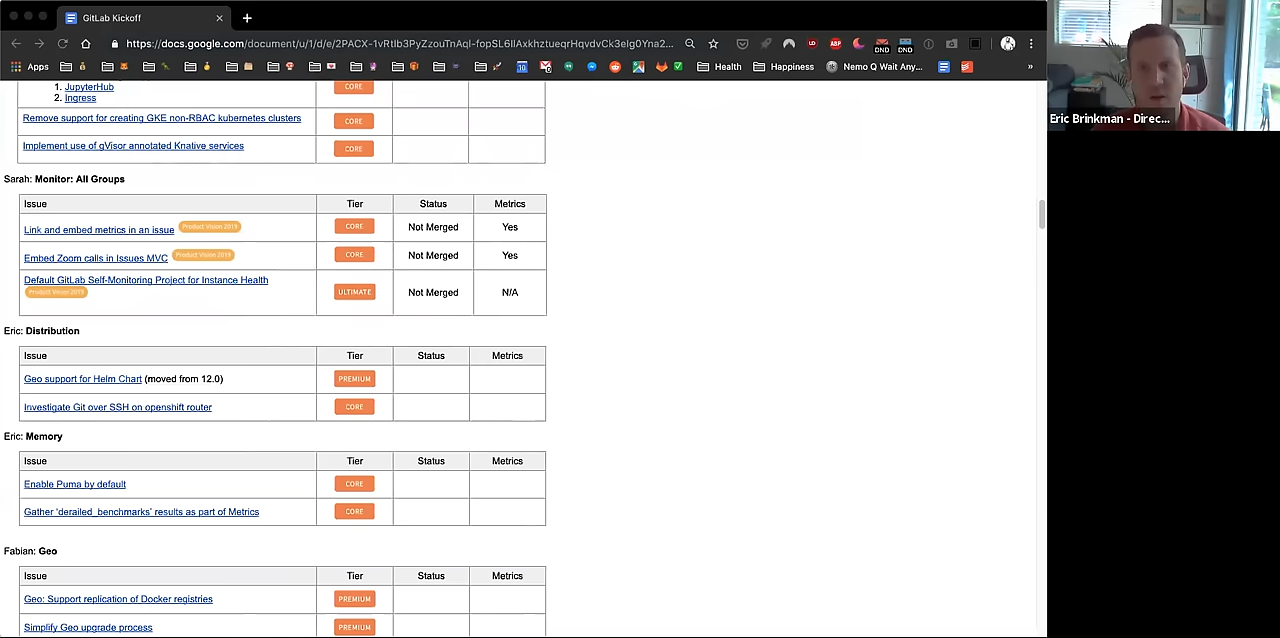 GitLab Kickoff
https://docs.google.com/document/u/1/d/e/
Apps
Health
Happiness
Nemo Q Wait Any...
Eric Brinkman - Direc...
1. JupyterHub
2. Ingress
CORE
Remove support for creating GKE non-RBAC kubernetes clusters
CORE
Implement use of gVisor annotated Knative services
CORE
Sarah: Monitor: All Groups
Issue Tier Status Metrics
Link and embed metrics in an issue Product Vision 2019 CORE Not Merged Yes
Embed Zoom calls in Issues MVC Product Vision 2019 CORE Not Merged Yes
Default GitLab Self-Monitoring Project for Instance Health
Product Vision 2019 ULTIMATE Not Merged N/A
Eric: Distribution
Issue Tier Status Metrics
Geo support for Helm Chart (moved from 12.0) PREMIUM
Investigate Git over SSH on openshift router CORE
Eric: Memory
Issue Tier Status Metrics
Enable Puma by default CORE
Gather 'derailed_benchmarks' results as part of Metrics CORE
Fabian: Geo
Issue Tier Status Metrics
Geo: Support replication of Docker registries PREMIUM
Simplify Geo upgrade process PREMIUM